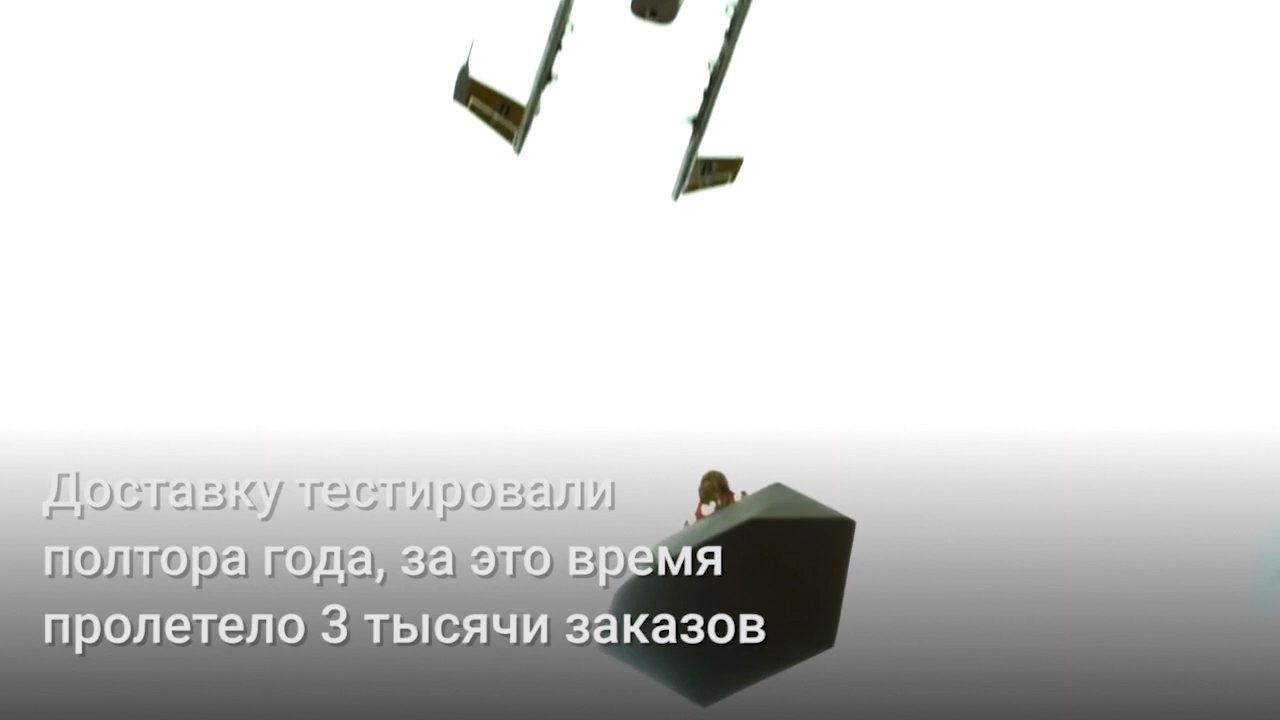 Доставку тестировали
полтора года, за это время
пролетело 3 тысячи заказов